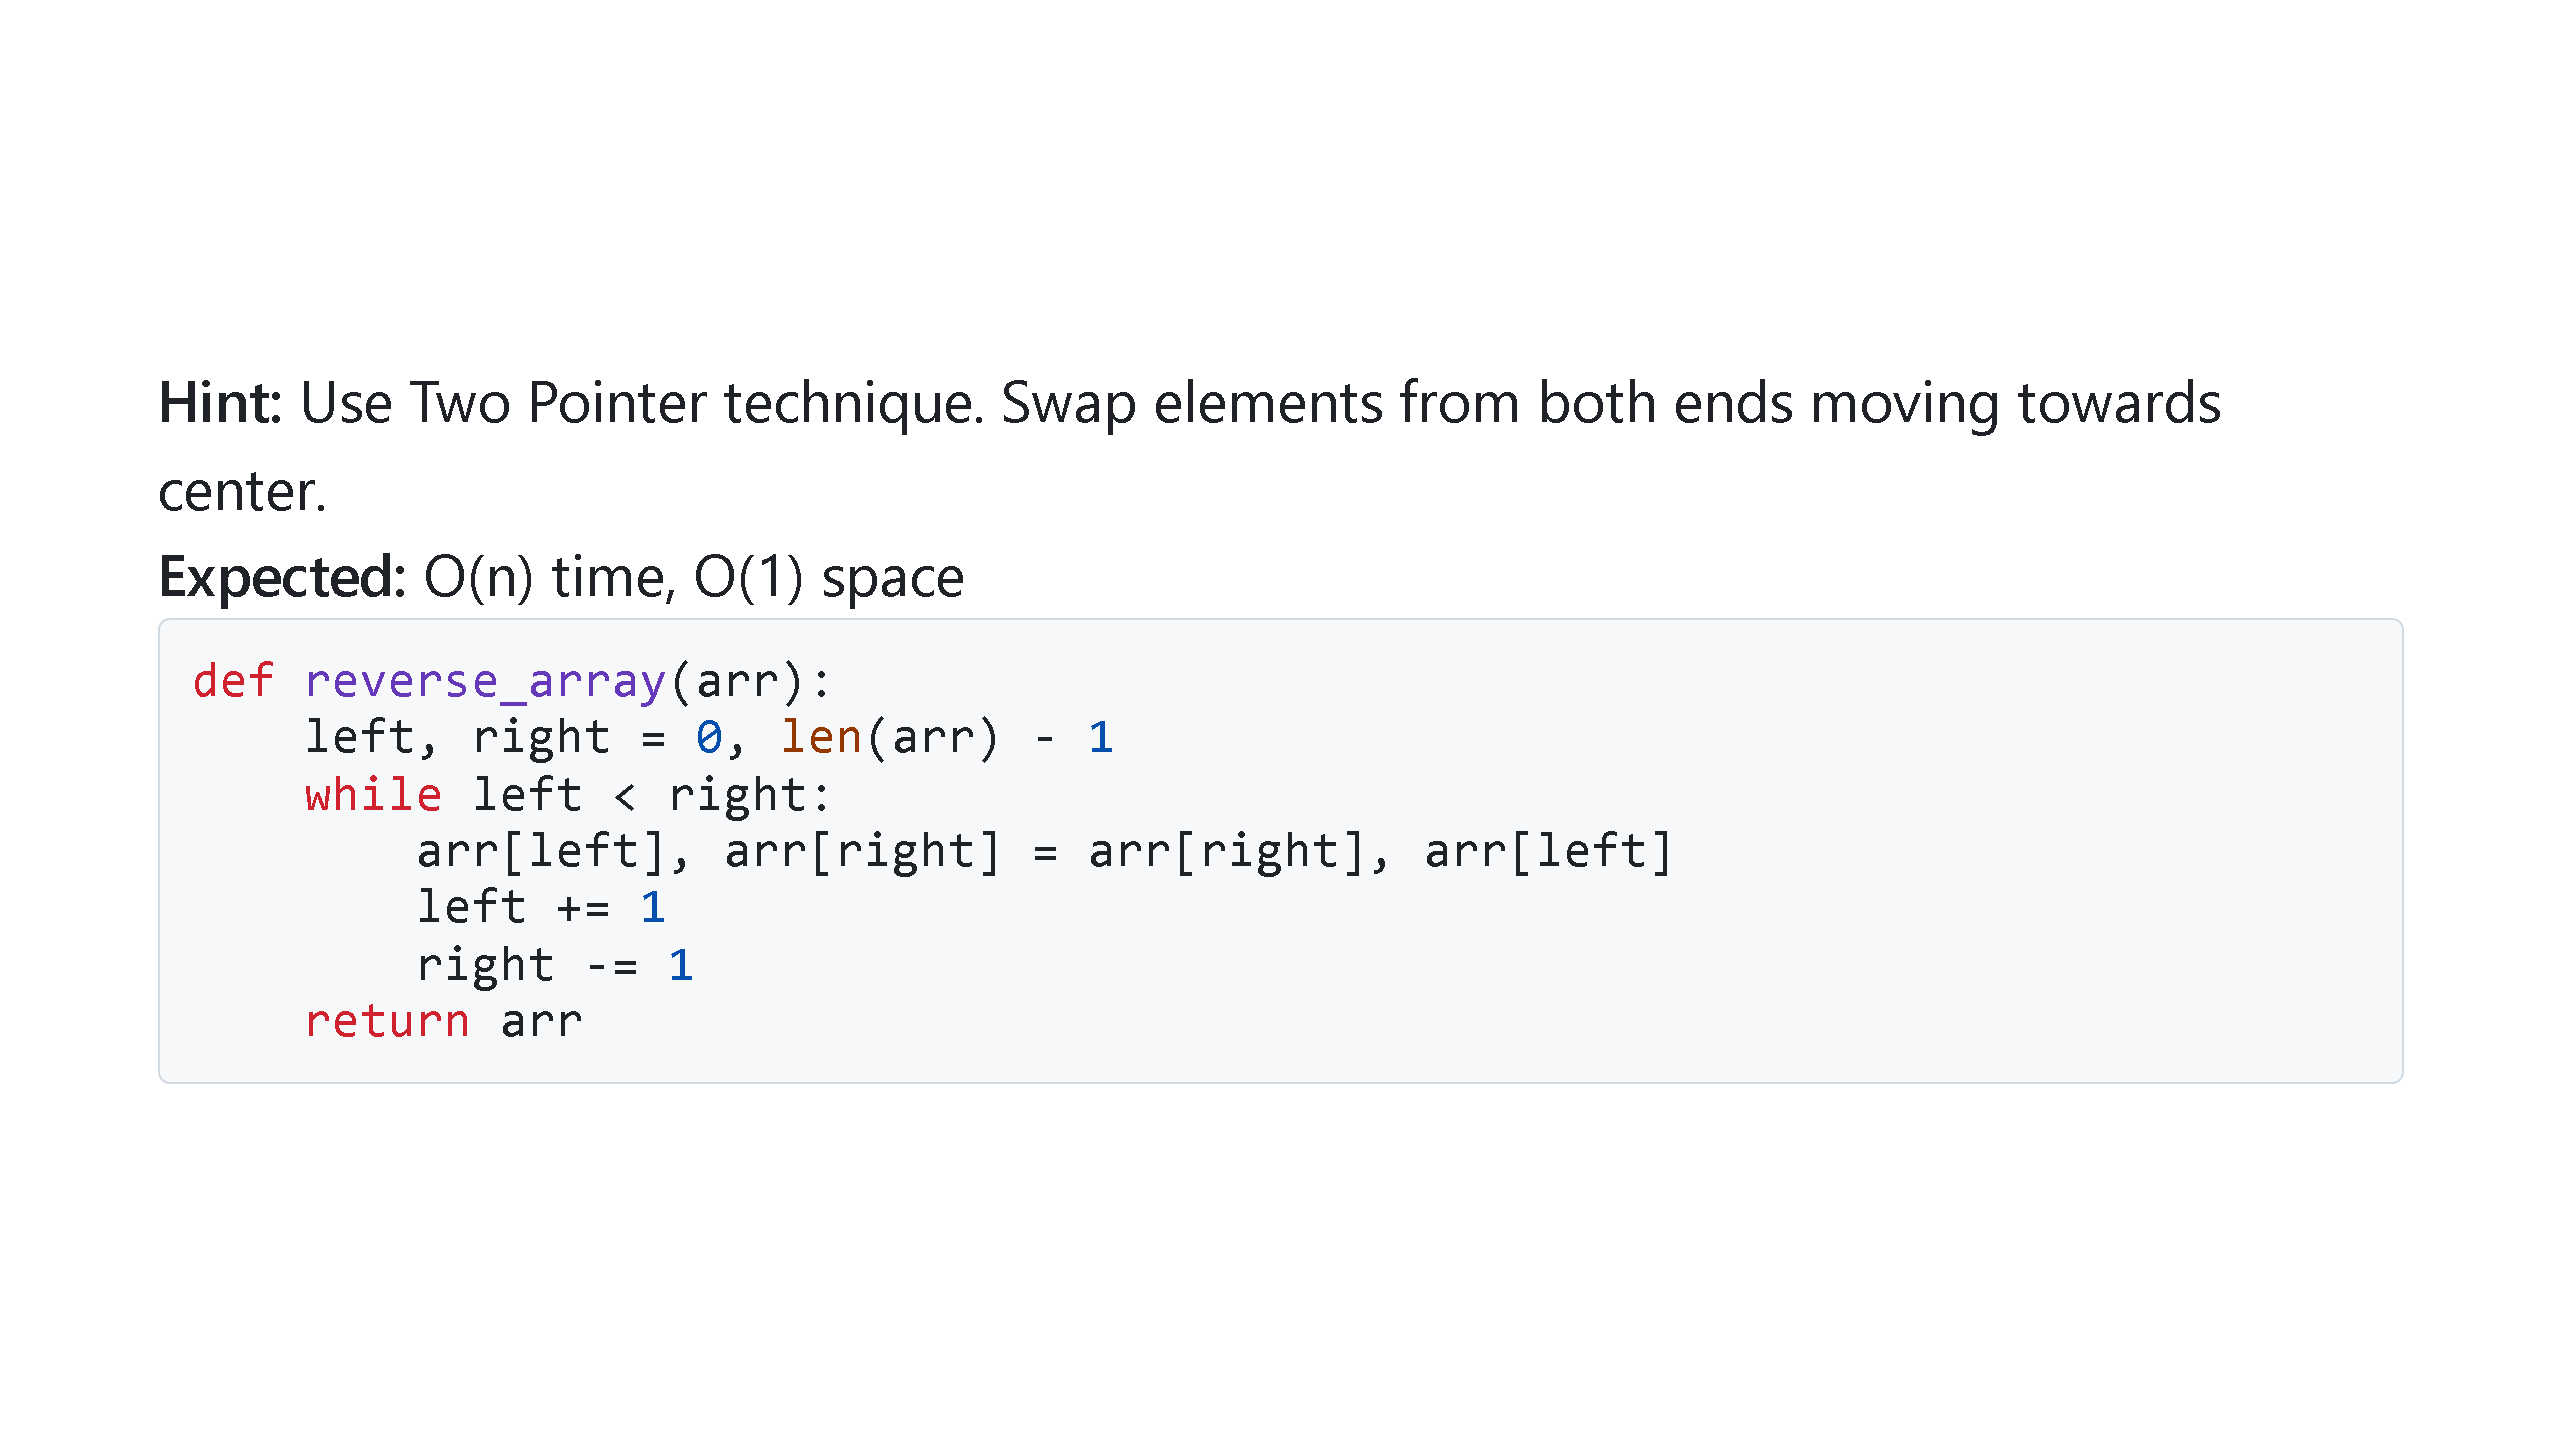 Hint: Use Two Pointer technique. Swap elements from both ends moving towards
center.
Expected: O(n) time, O(1) space
def reverse_array(arr):
    left, right = 0, len(arr) - 1
    while left < right:
        arr[left], arr[right] = arr[right], arr[left]
        left += 1
        right -= 1
    return arr